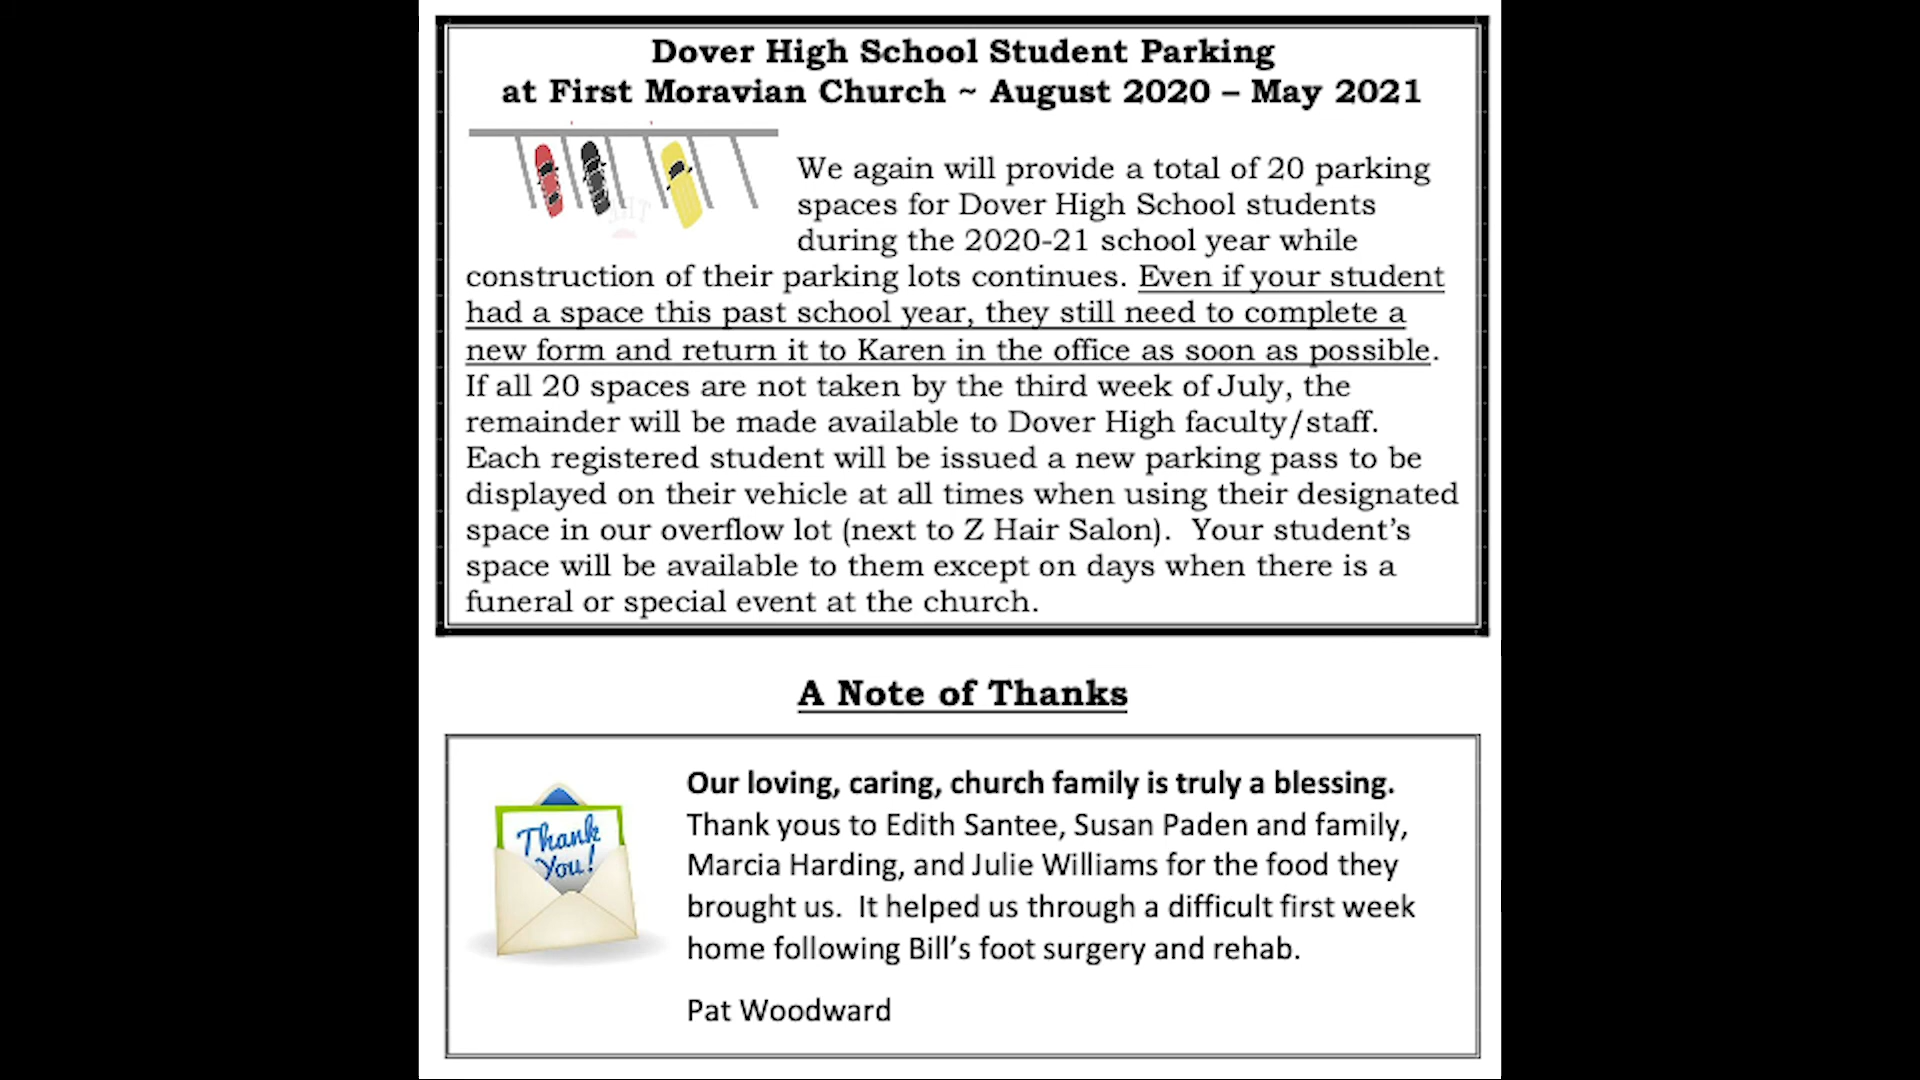 Dover High School Student Parking
at First Moravian Church ~ August 2020 – May 2021
We again will provide a total of 20 parking
spaces for Dover High School students
during the 2020-21 school year while
construction of their parking lots continues. Even if your student
had a space this past school year, they still need to complete a
new form and return it to Karen in the office as soon as possible.
If all 20 spaces are not taken by the third week of July, the
remainder will be made available to Dover High faculty/staff.
Each registered student will be issued a new parking pass to be
displayed on their vehicle at all times when using their designated
space in our overflow lot (next to Z Hair Salon).  Your student’s
space will be available to them except on days when there is a
funeral or special event at the church.
A Note of Thanks
Thank
You!
Our loving, caring, church family is truly a blessing.
Thank yous to Edith Santee, Susan Paden and family,
Marcia Harding, and Julie Williams for the food they
brought us.  It helped us through a difficult first week
home following Bill’s foot surgery and rehab.
Pat Woodward